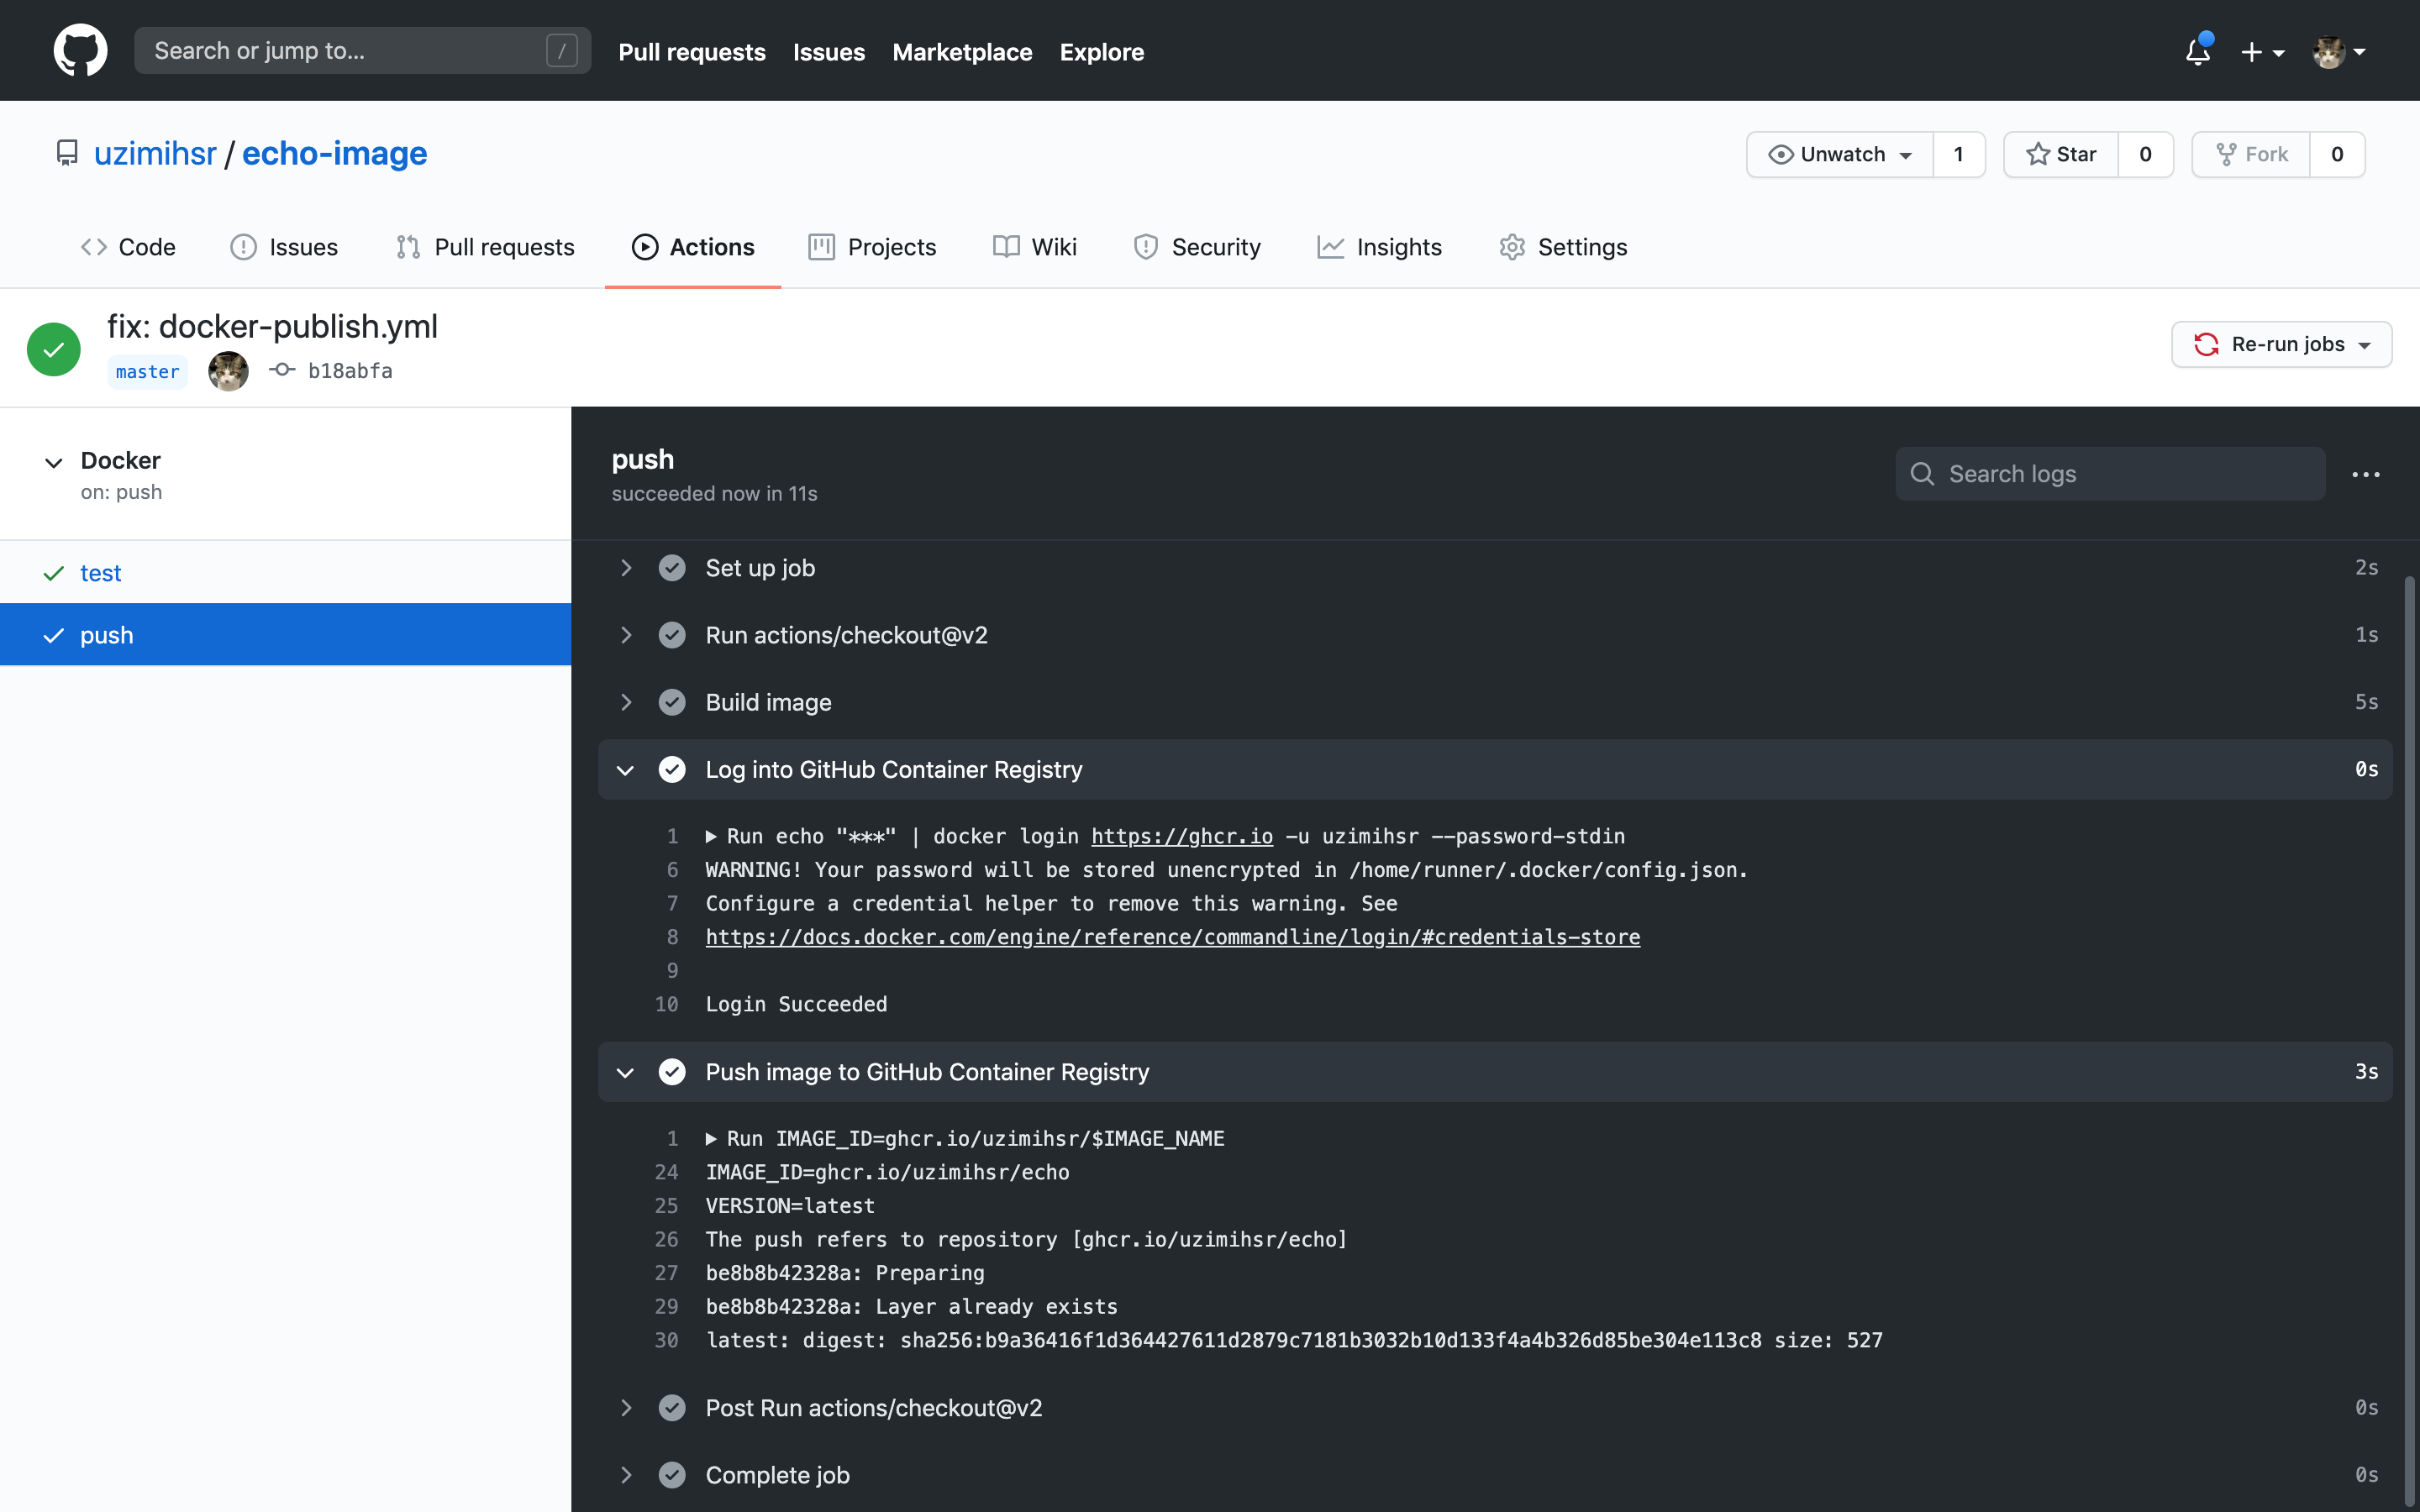 Search or jump to... /
Pull requests Issues Marketplace Explore
uzimihsr / echo-image
Unwatch 1 Star 0 Fork 0
Code Issues Pull requests Actions Projects Wiki Security Insights Settings
fix: docker-publish.yml
master b18abfa
Re-run jobs
Docker
on: push
test
push
push
succeeded now in 11s
Search logs
Set up job 2s
Run actions/checkout@v2 1s
Build image 5s
Log into GitHub Container Registry 0s
1 Run echo "***" | docker login https://ghcr.io -u uzimihsr --password-stdin
6 WARNING! Your password will be stored unencrypted in /home/runner/.docker/config.json.
7 Configure a credential helper to remove this warning. See
8 https://docs.docker.com/engine/reference/commandline/login/#credentials-store
9
10 Login Succeeded
Push image to GitHub Container Registry 3s
1 Run IMAGE_ID=ghcr.io/uzimihsr/$IMAGE_NAME
24 IMAGE_ID=ghcr.io/uzimihsr/echo
25 VERSION=latest
26 The push refers to repository [ghcr.io/uzimihsr/echo]
27 be8b8b42328a: Preparing
29 be8b8b42328a: Layer already exists
30 latest: digest: sha256:b9a36416f1d364427611d2879c7181b3032b10d133f4a4b326d85be304e113c8 size: 527
Post Run actions/checkout@v2 0s
Complete job 0s